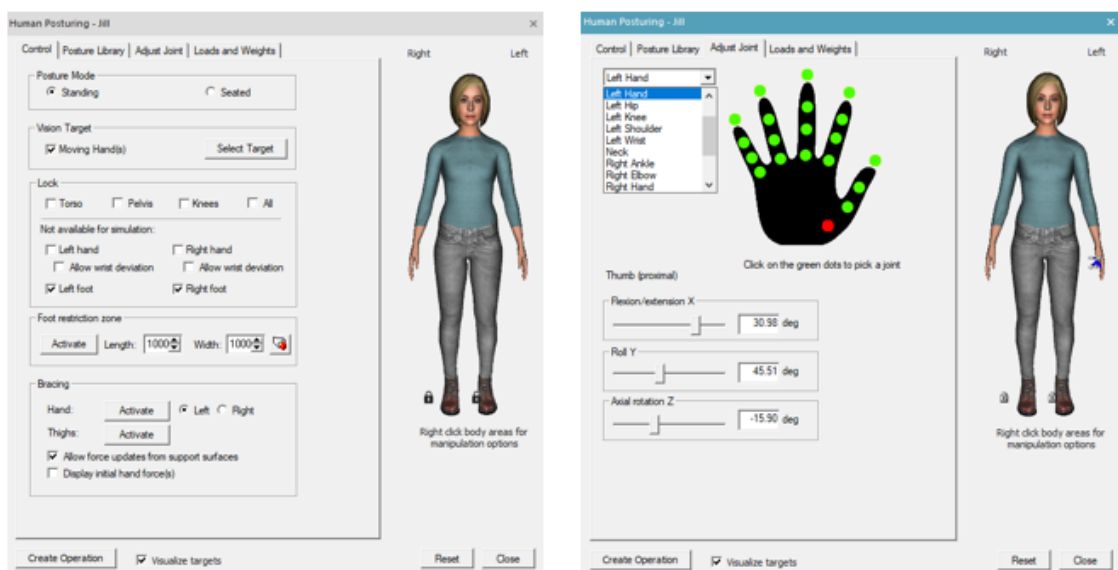 Human Posturing - Jill
Control Posture Library Adjust Joint Loads and Weights
Right Left
Posture Mode
Standing Seated
Vision Target
Moving Hand(s) Select Target
Lock
Torso Pelvis Knees All
Not available for simulation:
Left hand Right hand
Allow wrist deviation Allow wrist deviation
Left foot Right foot
Foot restriction zone
Activate Length: 1000 Width: 1000
Bracing
Hand: Activate Left Right
Thighs: Activate
Allow force updates from support surfaces
Display initial hand force(s)
Right click body areas for
manipulation options
Create Operation Visualize targets Reset Close
Human Posturing - Jill
Control Posture Library Adjust Joint Loads and Weights
Right Left
Left Hand
Left Hand
Left Hip
Left Knee
Left Shoulder
Left Wrist
Neck
Right Ankle
Right Elbow
Right Hand
Click on the green dots to pick a joint
Thumb (proximal)
Flexion/extension X
30.98 deg
Roll Y
45.51 deg
Axial rotation Z
-15.90 deg
Right click body areas for
manipulation options
Create Operation Visualize targets Reset Close